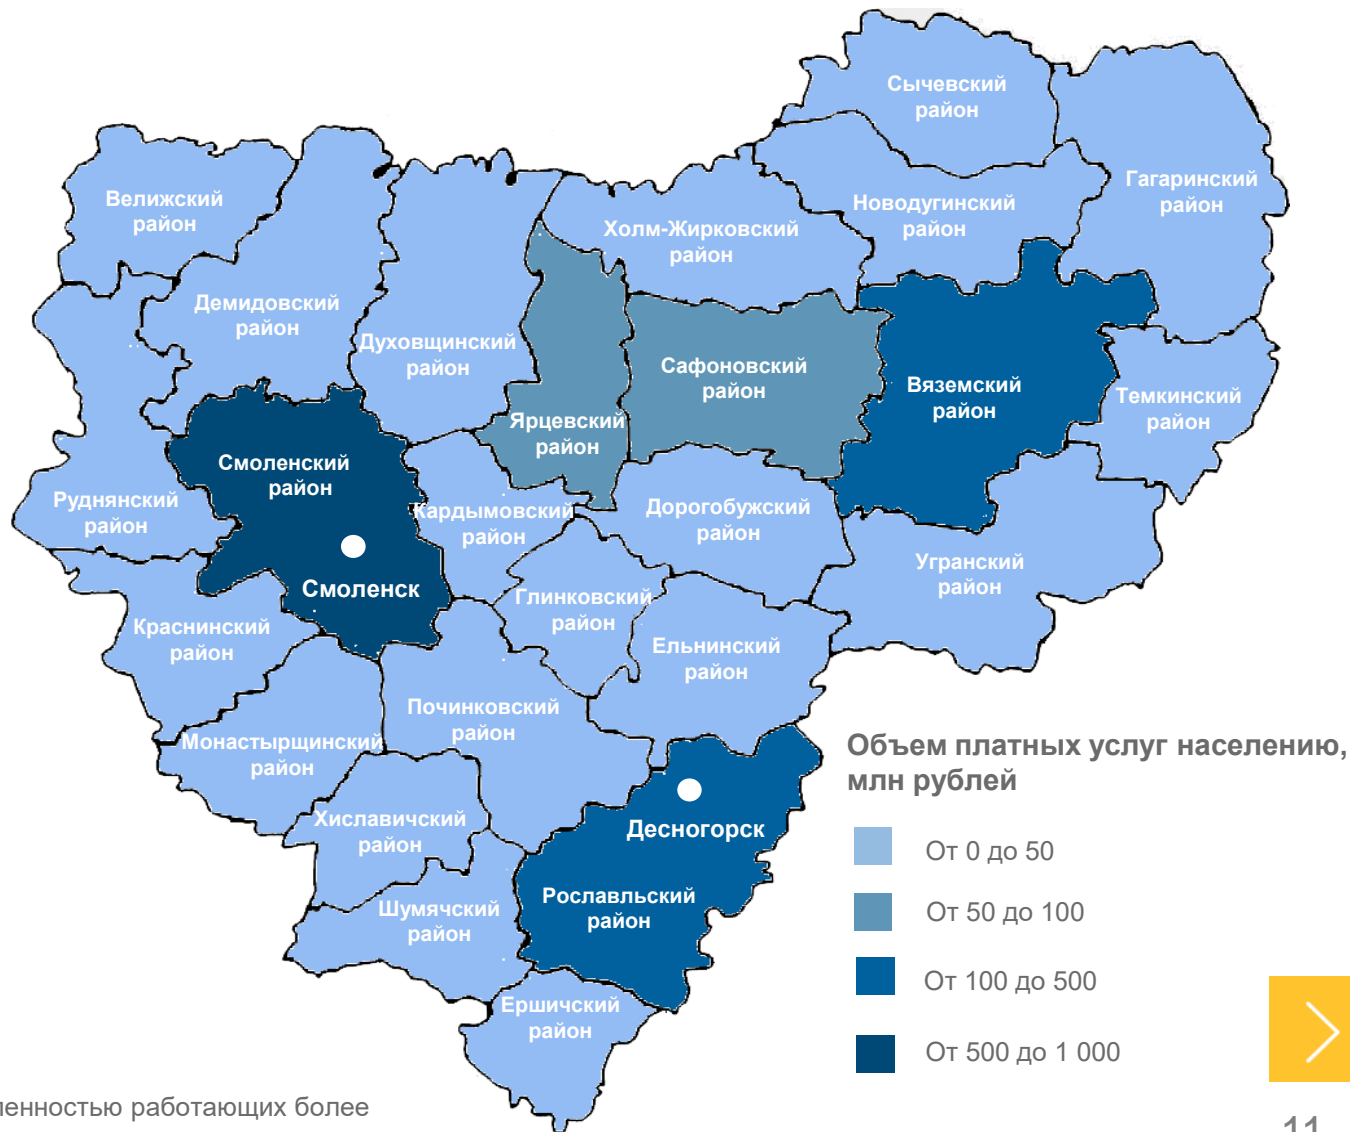 Сычевский
район
Гагаринский
район
Велижский
район
Новодугинский
район
Холм-Жирковский
район
Демидовский
район
Духовщинский
район
Сафоновский
район
Вяземский
район
Темкинский
район
Ярцевский
район
Смоленский
район
Руднянский
район
Кардымовский
район
Дорогобужский
район
Угранский
район
Смоленск
Глинковский
район
Краснинский
район
Ельнинский
район
Починковский
район
Монастырщинский
район
Хиславичский
район
Десногорск
Рославльский
район
Шумячский
район
Ершичский
район
Объем платных услуг населению,
млн рублей
От 0 до 50
От 50 до 100
От 100 до 500
От 500 до 1 000
ленностью работающих более
11